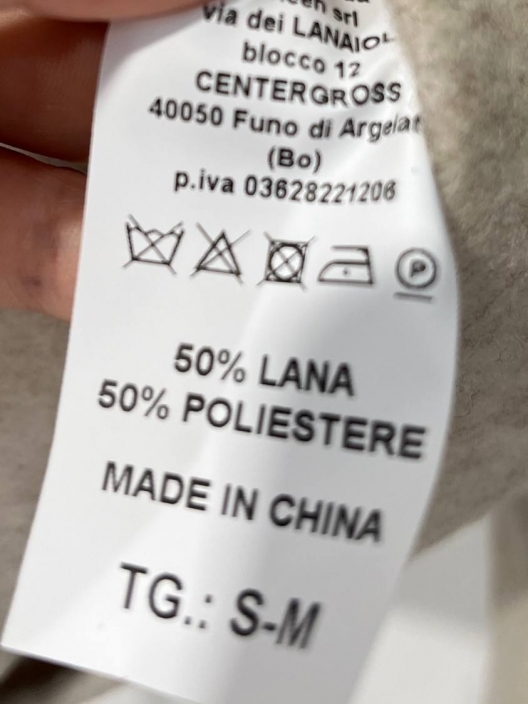 srl
via dei LANAIOL
blocco 12
CENTERGROSS
40050 Funo di Argelat
(Bo)
p.iva 03628221206
P
50% LANA
50% POLIESTERE
MADE IN CHINA
TG.: S-M